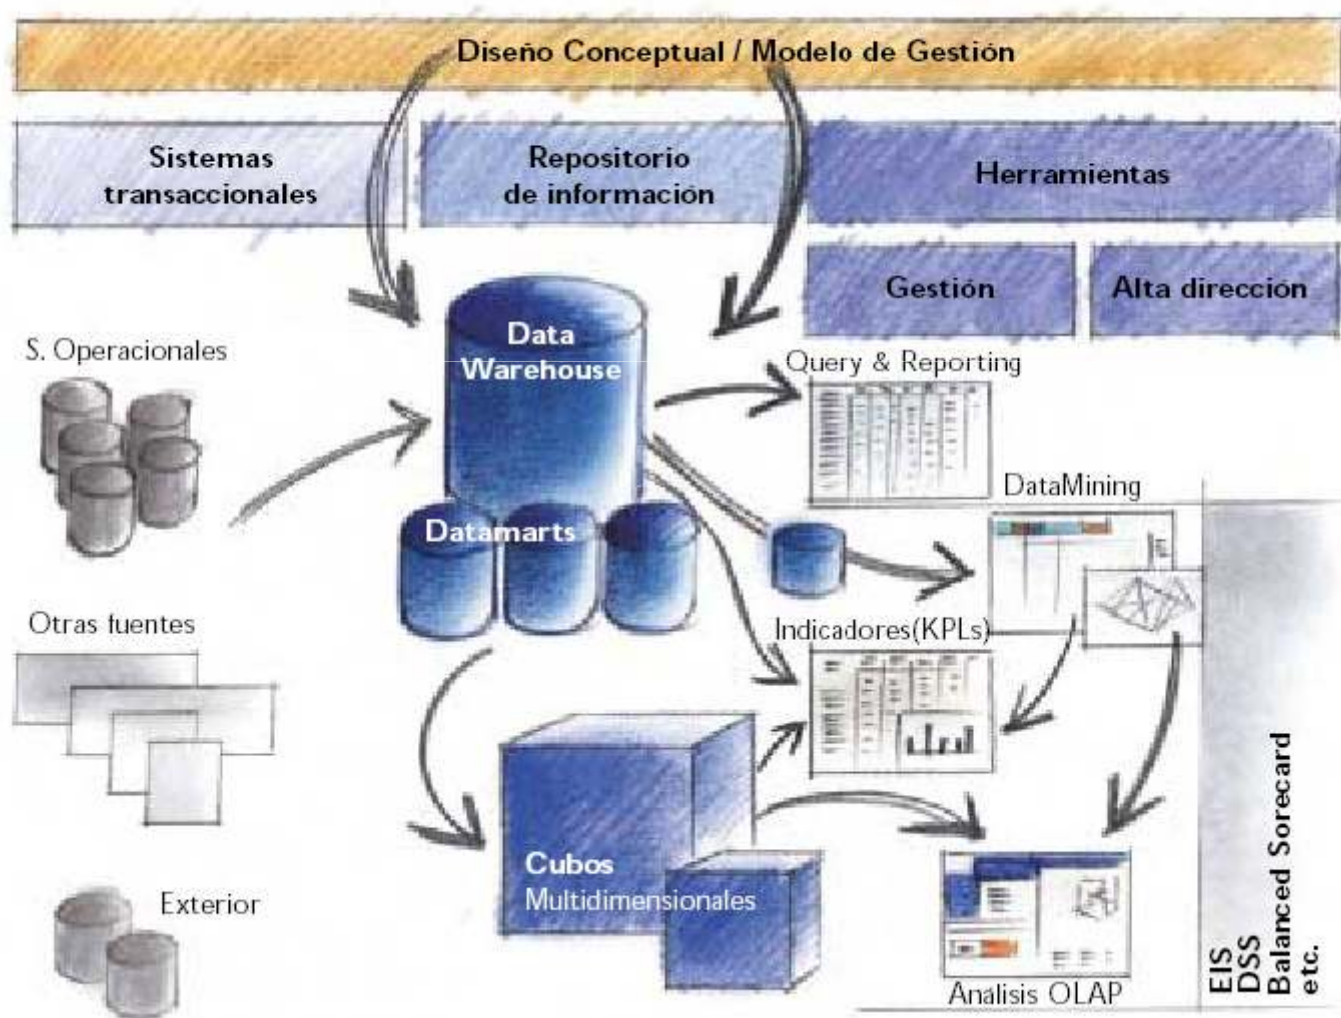 Diseño Conceptual / Modelo de Gestión
Sistemas
transaccionales
Repositorio
de información
Herramientas
Gestión
Alta dirección
S. Operacionales
Data
Warehouse
Query & Reporting
DataMining
Datamarts
Otras fuentes
Indicadores(KPLs)
Cubos
Multidimensionales
Exterior
Análisis OLAP
EIS
DSS
Balanced Sorecard
etc.